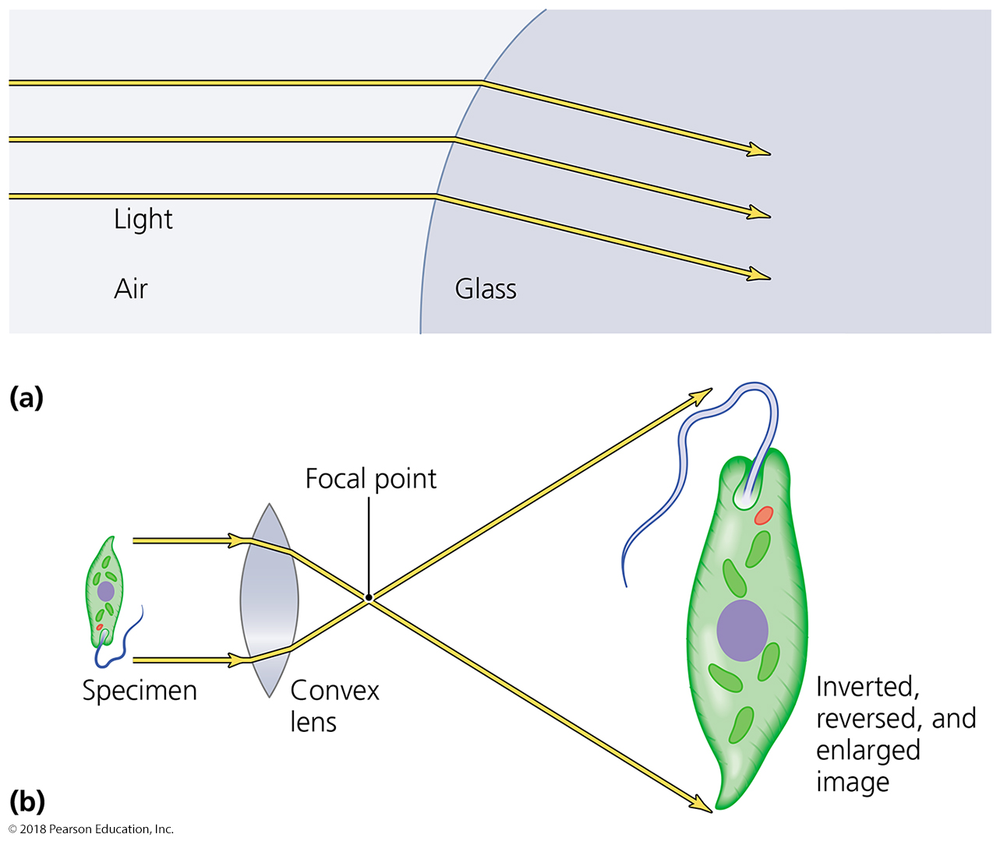 Light
Air
Glass
(a)
Focal point
Specimen
Convex
lens
Inverted,
reversed, and
enlarged
image
(b)
© 2018 Pearson Education, Inc.